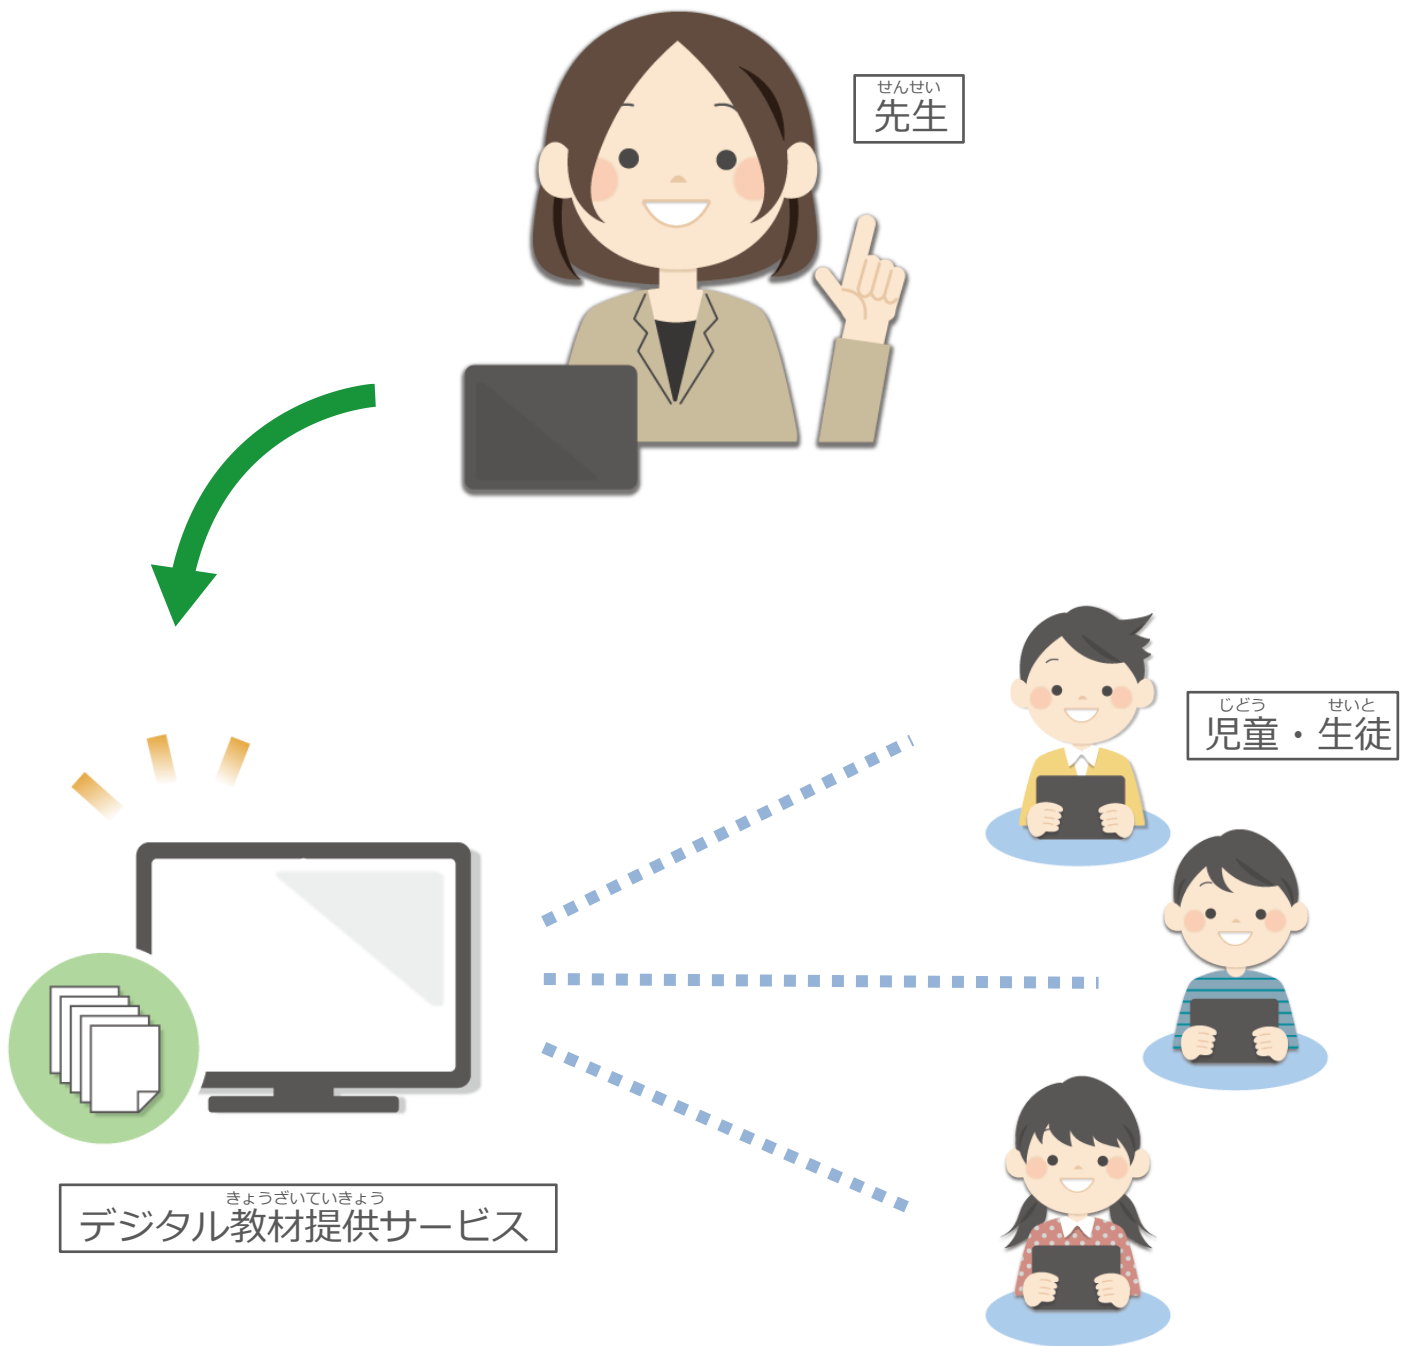 せんせい
先生
じどう せいと
児童・生徒
きょうざいていきょう
デジタル教材提供サービス